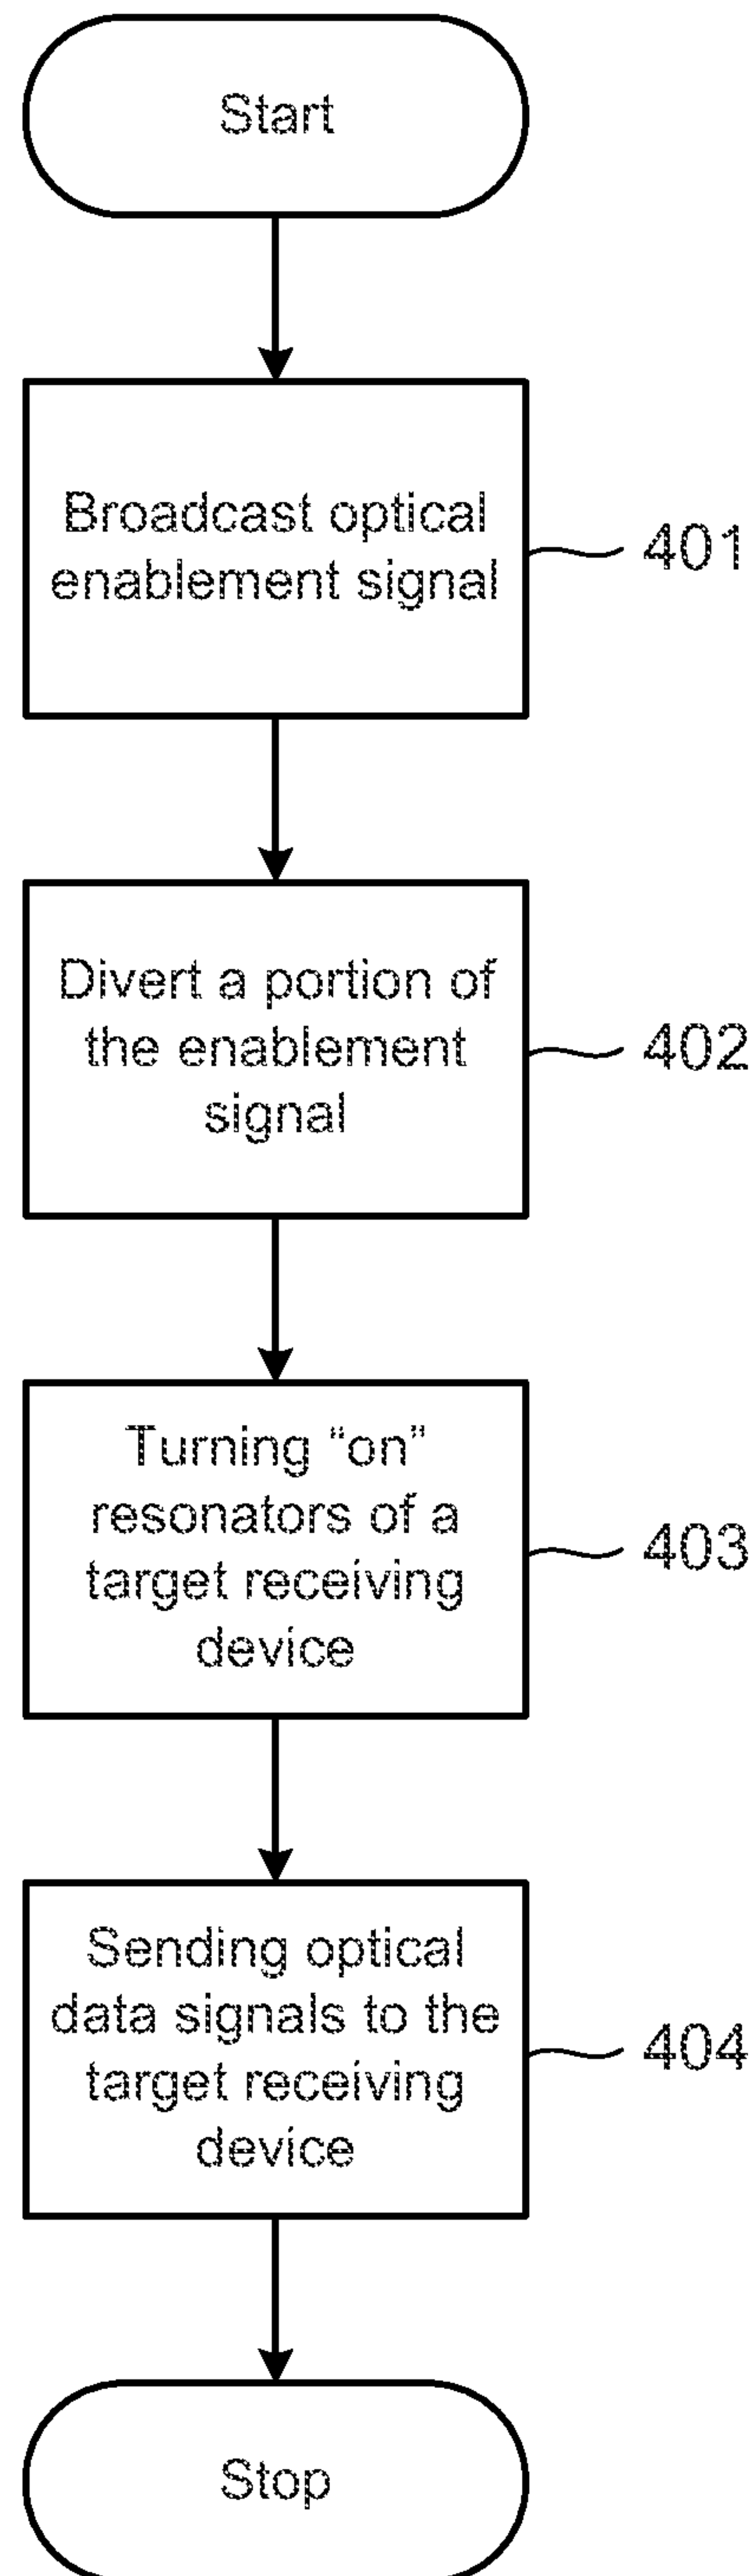 Start
Broadcast optical
enablement signal
401
Divert a portion of
the enablement
signal
402
Turning “on”
resonators of a
target receiving
device
403
Sending optical
data signals to the
target receiving
device
404
Stop